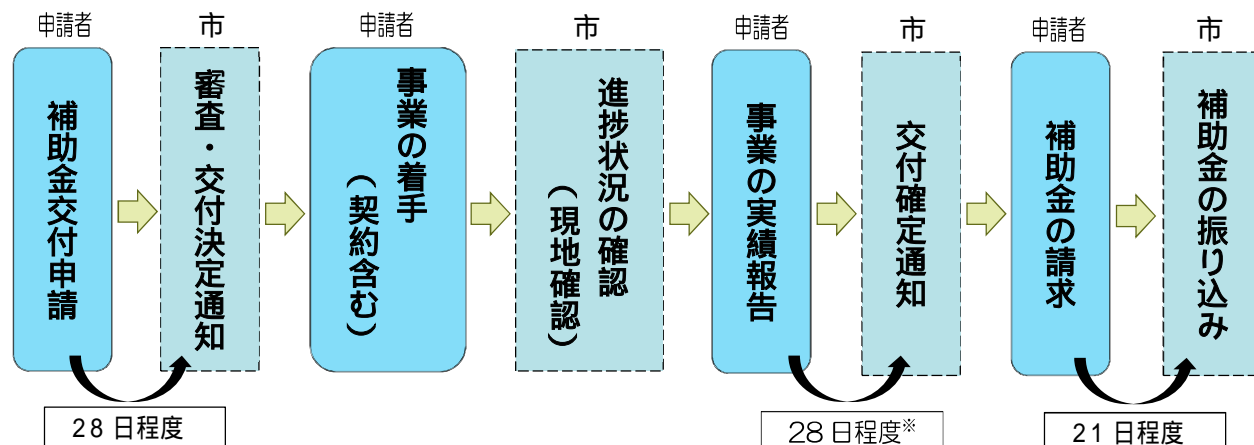 申請者
補助金交付申請
市
審査・交付決定通知
申請者
事業の着手
（契約含む）
市
進捗状況の確認
（現地確認）
申請者
事業の実績報告
市
交付確定通知
申請者
補助金の請求
市
補助金の振り込み
28日程度
28日程度※
21日程度